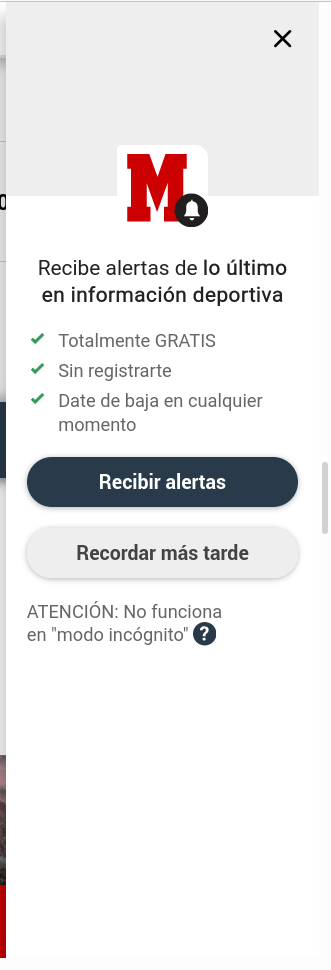 M
Recibe alertas de lo último
en información deportiva
Totalmente GRATIS
Sin registrarte
Date de baja en cualquier
momento
Recibir alertas
Recordar más tarde
ATENCIÓN: No funciona
en "modo incógnito" ?